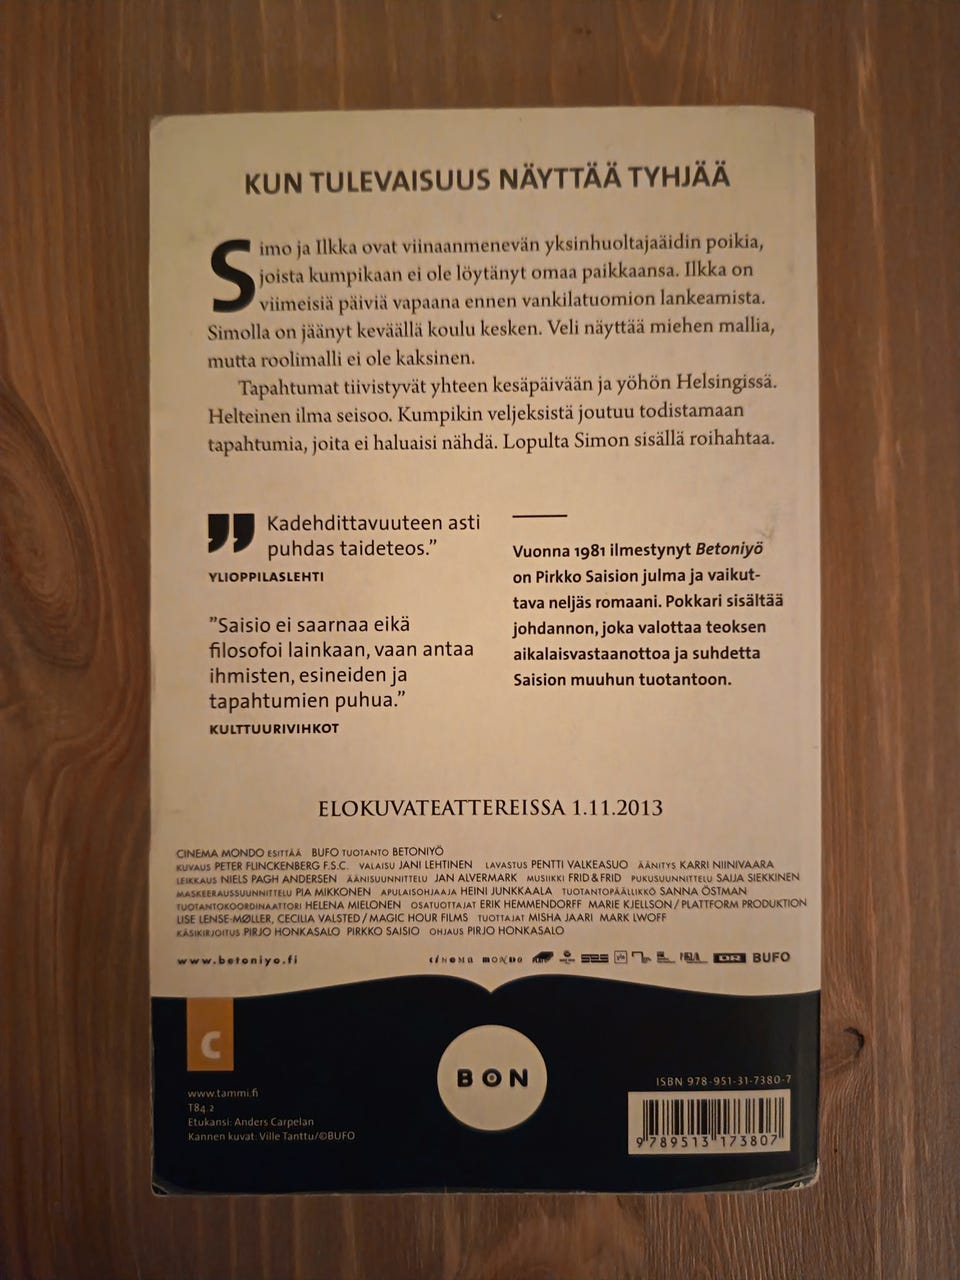 KUN TULEVAISUUS NÄYTTÄÄ TYHJÄÄ
Simo ja Ilkka ovat viinaanmenevän yksinhuoltajaäidin poikia,
joista kumpikaan ei ole löytänyt omaa paikkaansa. Ilkka on
viimeisiä päiviä vapaana ennen vankilatuomion lankeamista.
Simolla on jäänyt keväällä koulu kesken. Veli näyttää miehen mallia,
mutta roolimalli ei ole kaksinen.
Tapahtumat tiivistyvät yhteen kesäpäivään ja yöhön Helsingissä.
Helteinen ilma seisoo. Kumpikin veljeksistä joutuu todistamaan
tapahtumia, joita ei haluaisi nähdä. Lopulta Simon sisällä roihahtaa.
” Kadehdittavuuteen asti
puhdas taideteos.”
YLIOPPILASLEHTI
”Saisio ei saarnaa eikä
filosofoi lainkaan, vaan antaa
ihmisten, esineiden ja
tapahtumien puhua.”
KULTTUURIVIHKOT
Vuonna 1981 ilmestynyt Betoniyö
on Pirkko Saision julma ja vaikut-
tava neljäs romaani. Pokkari sisältää
johdannon, joka valottaa teoksen
aikalaisvastaanottoa ja suhdetta
Saision muuhun tuotantoon.
ELOKUVATEATTEREISSA 1.11.2013
CINEMA MONDO ESITTÄÄ BUFO TUOTANTO BETONIYÖ
KUVAUS PETER FLINCKENBERG F.S.C. VALAISU JANI LEHTINEN LAVASTUS PENTTI VALKEASUO ÄÄNITYS KARRI NIINIVAARA
LEIKKAUS NIELS PAGH ANDERSEN ÄÄNISUUNNITTELU JAN ALVERMARK MUSIIKKI FRID & FRID PUKUSUUNNITTELU SAIJA SIEKKINEN
MASKEERAUSSUUNNITTELU PIA MIKKONEN APULAISOHJAAJA HEINI JUNKKAALA TUOTANTOPÄÄLLIKKÖ SANNA ÖSTMAN
TUOTANTOKOORDINAATTORI HELENA MIELONEN OSATUOTTAJAT ERIK HEMMENDORFF MARIE KJELLSON / PLATTFORM PRODUKTION
LISE LENSE-MØLLER, CECILIA VALSTED / MAGIC HOUR FILMS TUOTTAJAT MISHA JAARI MARK LWOFF
KÄSIKIRJOITUS PIRJO HONKASALO PIRKKO SAISIO OHJAUS PIRJO HONKASALO
www.betoniyo.fi
CINEMA MONDO DR BUFO
C
BON
www.tammi.fi
T84.2
Etukansi: Anders Carpelan
Kannen kuvat: Ville Tanttu/©BUFO
ISBN 978-951-31-7380-7
9 789513 173807